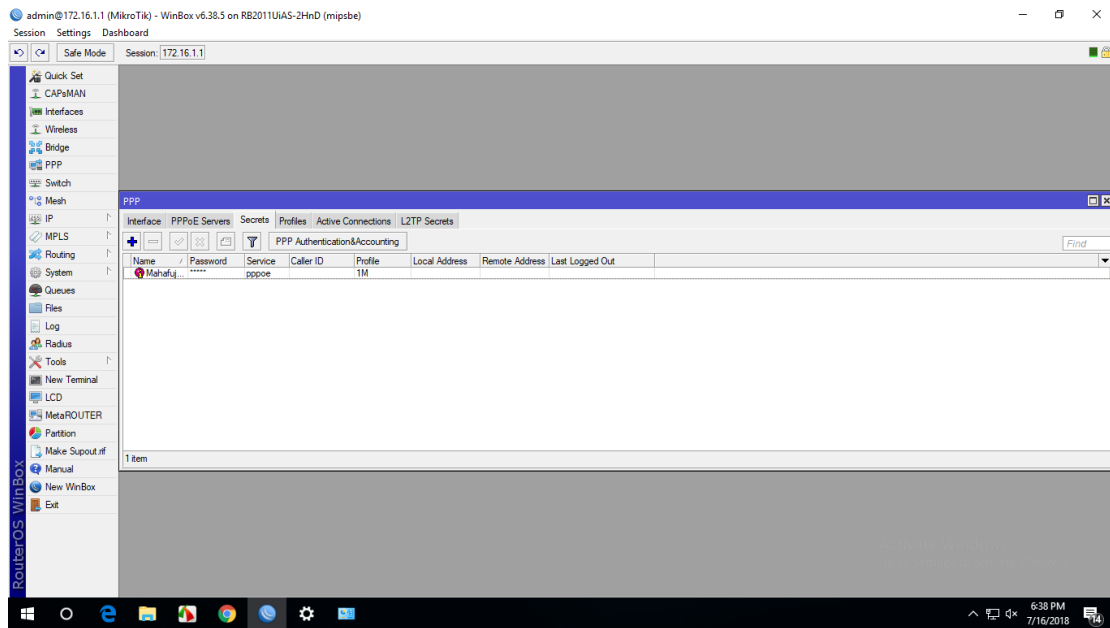 admin@172.16.1.1 (MikroTik) - WinBox v6.38.5 on RB2011UiAS-2HnD (mipsbe)
Session Settings Dashboard
Safe Mode Session: 172.16.1.1
Quick Set
CAPsMAN
Interfaces
Wireless
Bridge
PPP
Switch
Mesh
IP
MPLS
Routing
System
Queues
Files
Log
Radius
Tools
New Terminal
LCD
MetaROUTER
Partition
Make Supout.rif
Manual
New WinBox
Exit
RouterOS WinBox
PPP
Interface PPPoE Servers Secrets Profiles Active Connections L2TP Secrets
PPP Authentication&Accounting Find
Name / Password Service Caller ID Profile Local Address Remote Address Last Logged Out
Mahafuj... ***** pppoe 1M
1 item
Activate Windows
6:38 PM
7/16/2018
14